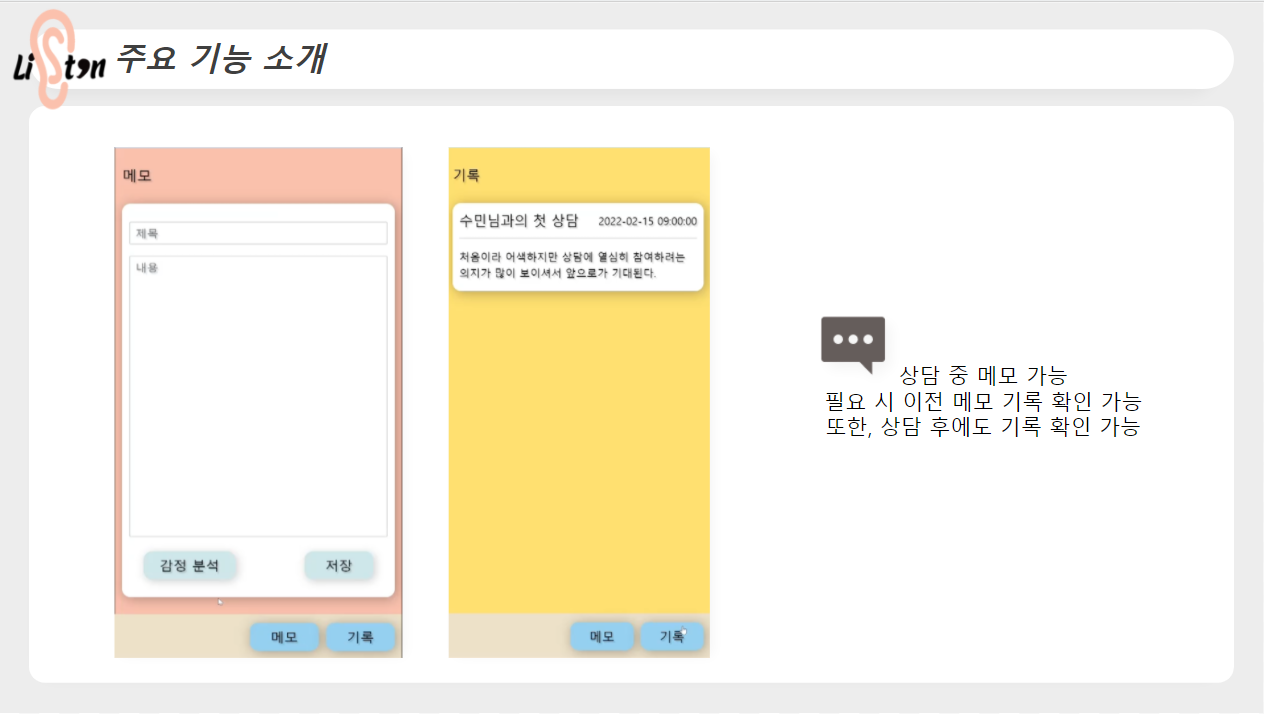 LiSt9n 주요 기능 소개
메모
제목
내용
감정 분석 저장
메모 기록
기록
수민님과의 첫 상담 2022-02-15 09:00:00
처음이라 어색하지만 상담에 열심히 참여하려는
의지가 많이 보이셔서 앞으로가 기대된다.
메모 기록
상담 중 메모 가능
필요 시 이전 메모 기록 확인 가능
또한, 상담 후에도 기록 확인 가능